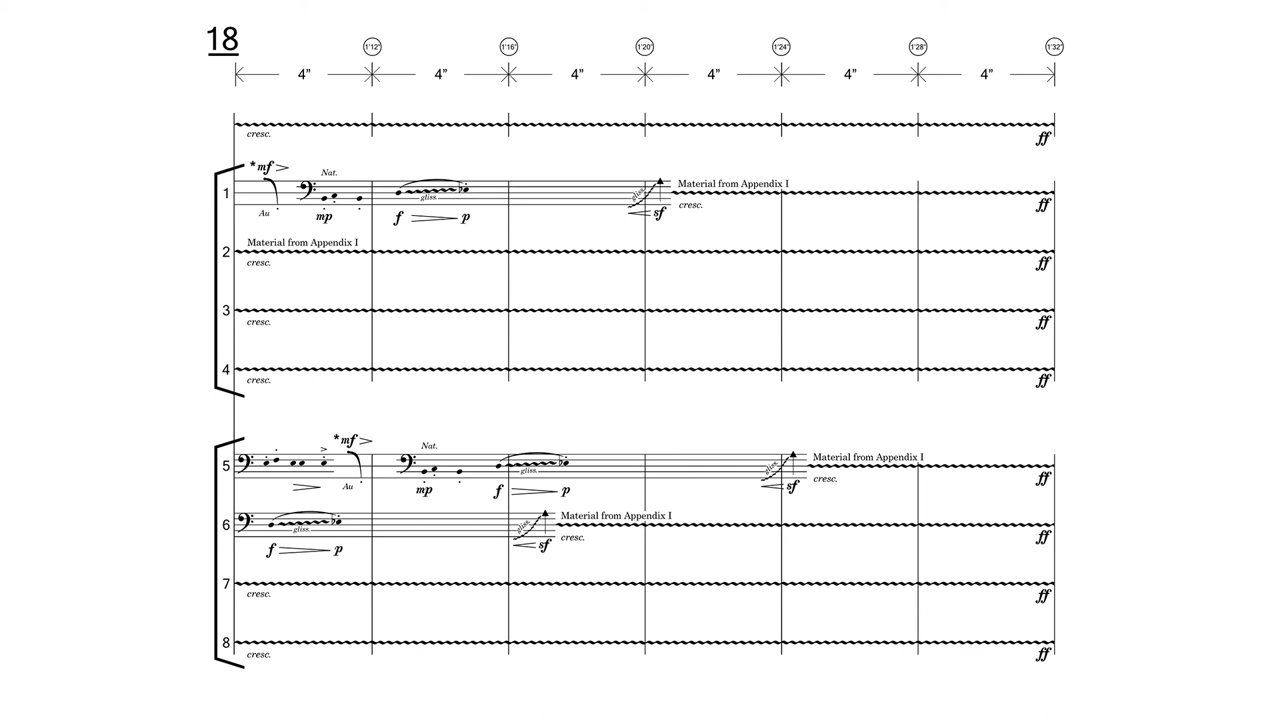 18
1'12" 1'16" 1'20" 1'24" 1'28" 1'32"
4” 4” 4” 4” 4” 4”
cresc. ff
*mf Nat.
1 gliss. gliss. Material from Appendix I
Au mp f p sf cresc. ff
Material from Appendix I
2
cresc. ff
3
cresc. ff
4
cresc. ff
*mf Nat.
5 gliss. gliss. Material from Appendix I
Au mp f p sf cresc. ff
6 gliss. gliss. Material from Appendix I
f p sf cresc. ff
7
cresc. ff
8
cresc. ff